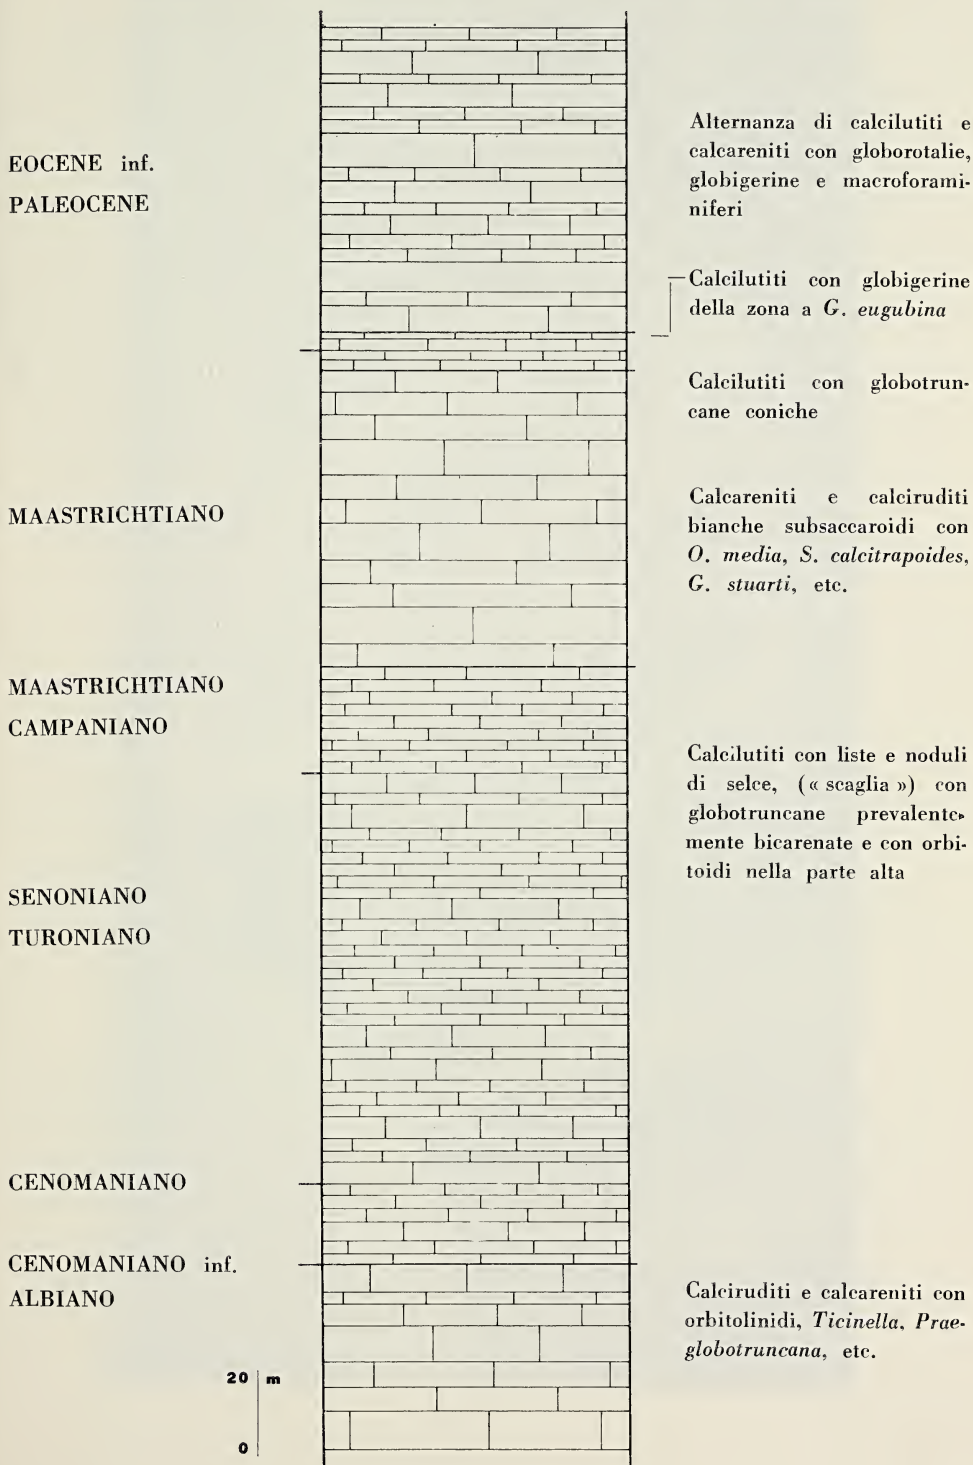 EOCENE inf.
PALEOCENE
Alternanza di calcilutiti e
calcareniti con globorotalie,
globigerine e macroforami-
niferi
Calcilutiti con globigerine
della zona a G. eugubina
Calcilutiti con globotrun-
cane coniche
MAASTRICHTIANO
Calcareniti e calciruditi
bianche subsaccaroidi con
O. media, S. calcitrapoides,
G. stuarti, etc.
MAASTRICHTIANO
CAMPANIANO
Calcilutiti con liste e noduli
di selce, (« scaglia ») con
globotruncane prevalente-
mente bicarenate e con orbi-
toidi nella parte alta
SENONIANO
TURONIANO
CENOMANIANO
CENOMANIANO inf.
ALBIANO
Calciruditi e calcareniti con
orbitolinidi, Ticinella, Prae-
globotruncana, etc.
20 m
0